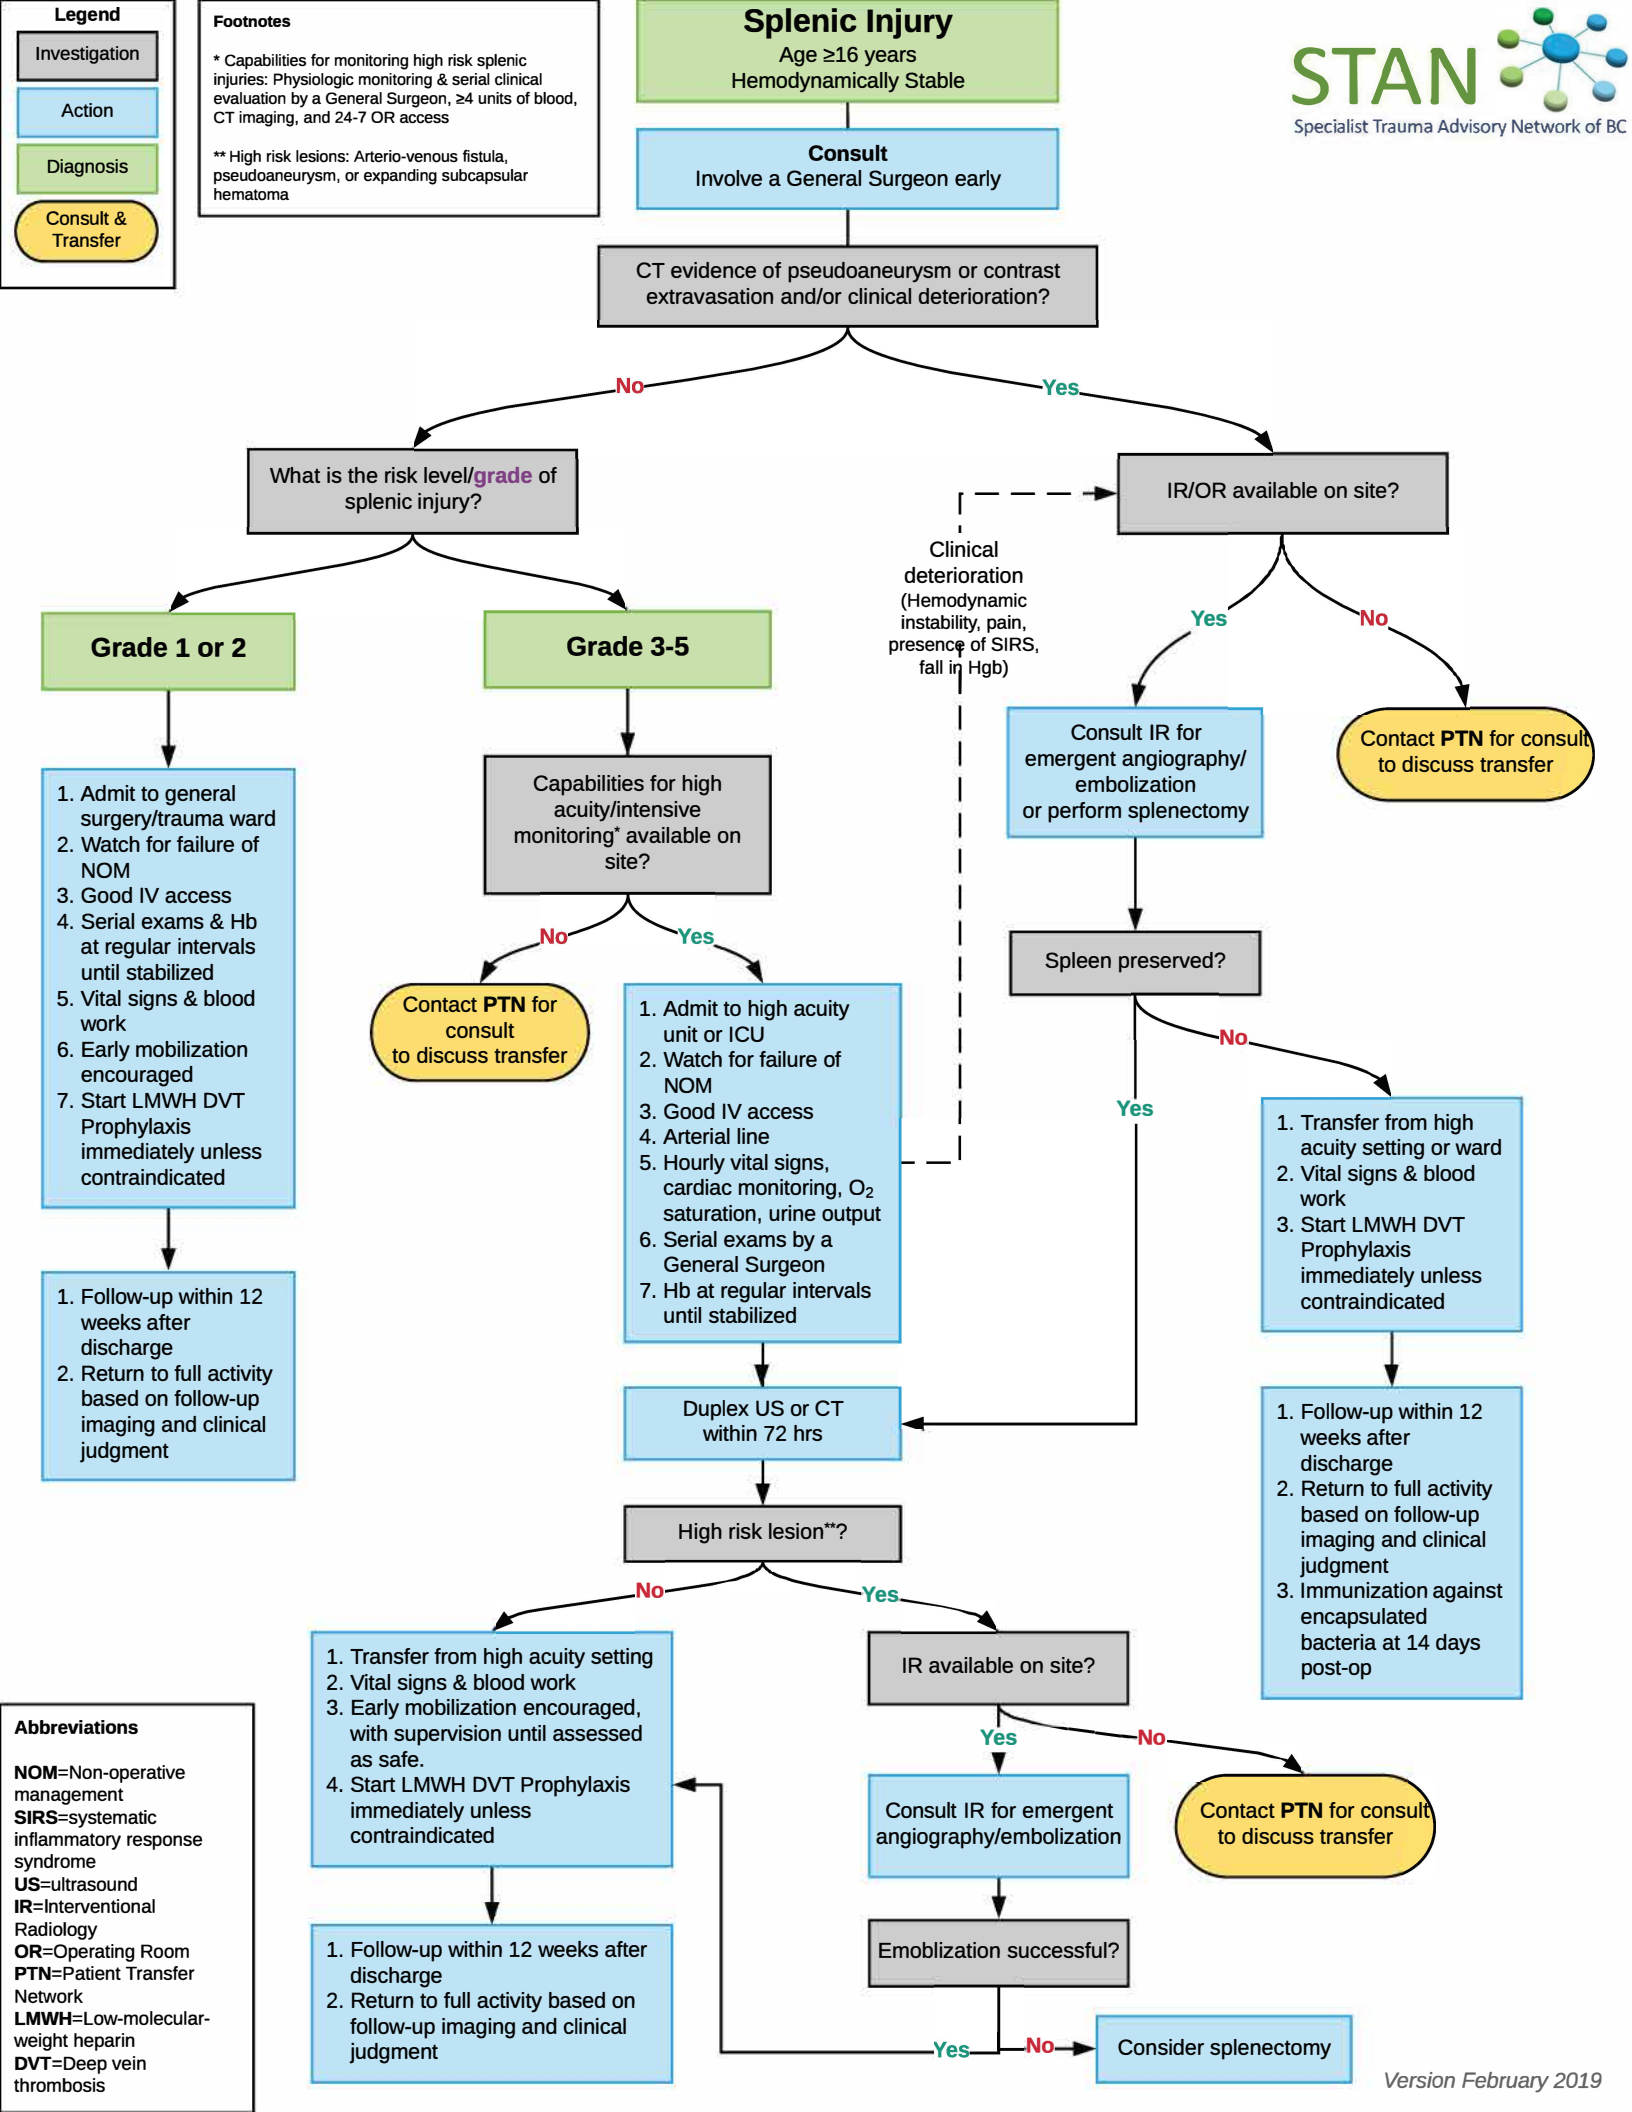 Legend
Investigation
Action
Diagnosis
Consult &
Transfer
Footnotes
* Capabilities for monitoring high risk splenic
injuries: Physiologic monitoring & serial clinical
evaluation by a General Surgeon, ≥4 units of blood,
CT imaging, and 24-7 OR access
** High risk lesions: Arterio-venous fistula,
pseudoaneurysm, or expanding subcapsular
hematoma
Splenic Injury
Age ≥16 years
Hemodynamically Stable
STAN
Specialist Trauma Advisory Network of BC
Consult
Involve a General Surgeon early
CT evidence of pseudoaneurysm or contrast
extravasation and/or clinical deterioration?
No
Yes
What is the risk level/grade of
splenic injury?
IR/OR available on site?
Clinical
deterioration
(Hemodynamic
instability, pain,
presence of SIRS,
fall in Hgb)
Yes
No
Grade 1 or 2
Grade 3-5
Consult IR for
emergent angiography/
embolization
or perform splenectomy
Contact PTN for consult
to discuss transfer
1. Admit to general
surgery/trauma ward
2. Watch for failure of
NOM
3. Good IV access
4. Serial exams & Hb
at regular intervals
until stabilized
5. Vital signs & blood
work
6. Early mobilization
encouraged
7. Start LMWH DVT
Prophylaxis
immediately unless
contraindicated
Capabilities for high
acuity/intensive
monitoring* available on
site?
No
Yes
Contact PTN for
consult
to discuss transfer
1. Admit to high acuity
unit or ICU
2. Watch for failure of
NOM
3. Good IV access
4. Arterial line
5. Hourly vital signs,
cardiac monitoring, O2
saturation, urine output
6. Serial exams by a
General Surgeon
7. Hb at regular intervals
until stabilized
Spleen preserved?
No
Yes
1. Transfer from high
acuity setting or ward
2. Vital signs & blood
work
3. Start LMWH DVT
Prophylaxis
immediately unless
contraindicated
1. Follow-up within 12
weeks after
discharge
2. Return to full activity
based on follow-up
imaging and clinical
judgment
Duplex US or CT
within 72 hrs
1. Follow-up within 12
weeks after
discharge
2. Return to full activity
based on follow-up
imaging and clinical
judgment
3. Immunization against
encapsulated
bacteria at 14 days
post-op
High risk lesion**?
No
Yes
1. Transfer from high acuity setting
2. Vital signs & blood work
3. Early mobilization encouraged,
with supervision until assessed
as safe.
4. Start LMWH DVT Prophylaxis
immediately unless
contraindicated
IR available on site?
Yes
No
Consult IR for emergent
angiography/embolization
Contact PTN for consult
to discuss transfer
Emoblization successful?
1. Follow-up within 12 weeks after
discharge
2. Return to full activity based on
follow-up imaging and clinical
judgment
Yes
No
Consider splenectomy
Abbreviations
NOM=Non-operative
management
SIRS=systematic
inflammatory response
syndrome
US=ultrasound
IR=Interventional
Radiology
OR=Operating Room
PTN=Patient Transfer
Network
LMWH=Low-molecular-
weight heparin
DVT=Deep vein
thrombosis
Version February 2019